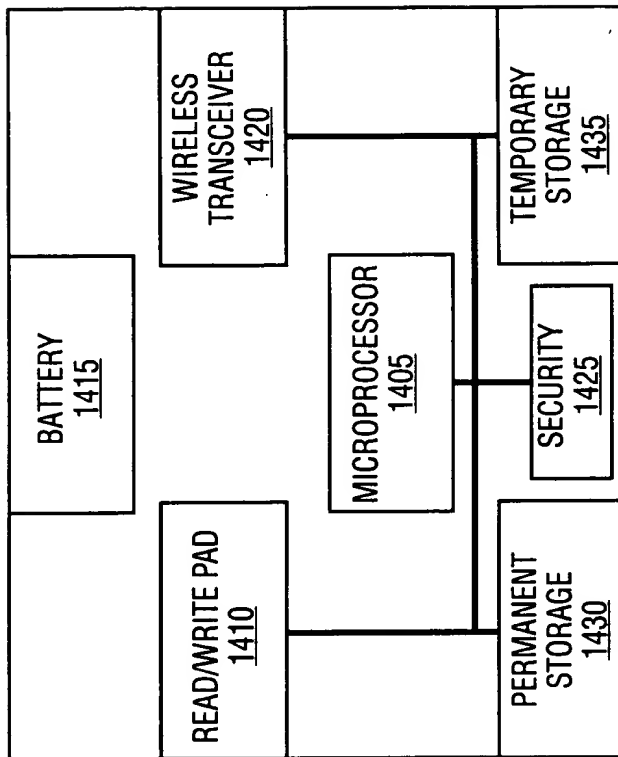 BATTERY
1415
READ/WRITE PAD
1410
WIRELESS
TRANSCEIVER
1420
MICROPROCESSOR
1405
PERMANENT
STORAGE
1430
SECURITY
1425
TEMPORARY
STORAGE
1435